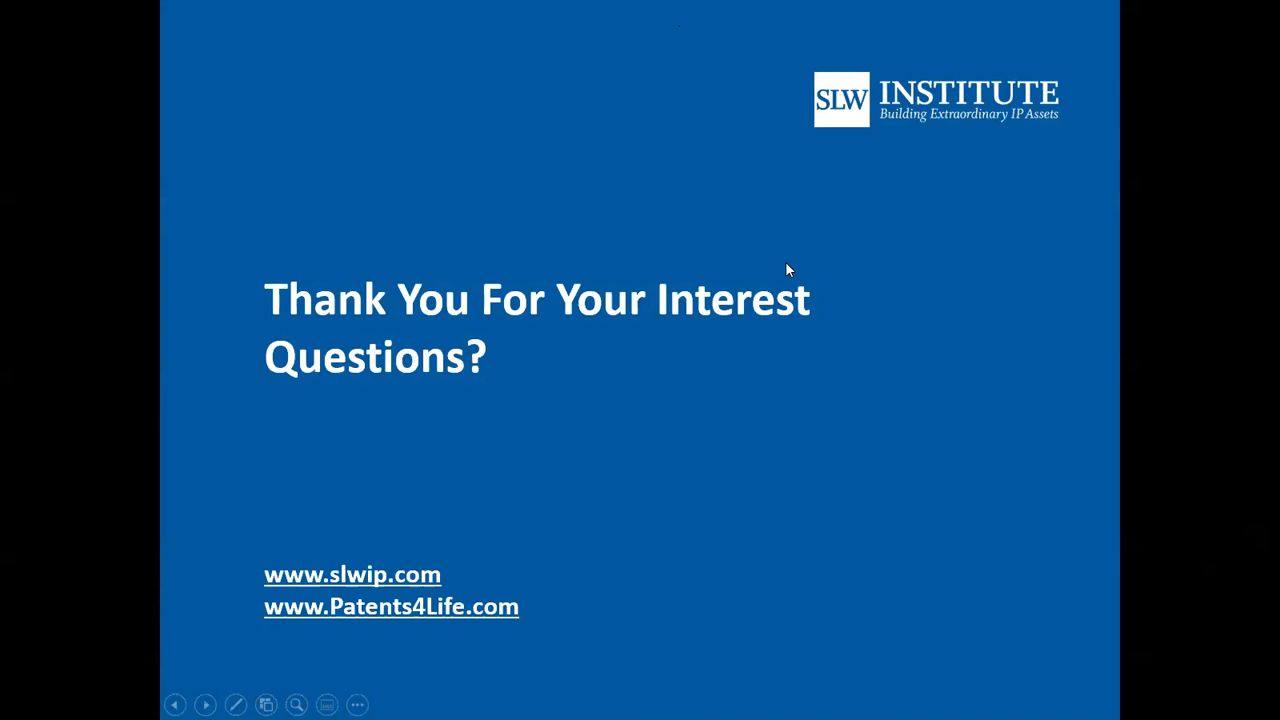 SLW INSTITUTE
Building Extraordinary IP Assets
Thank You For Your Interest
Questions?
www.slwip.com
www.Patents4Life.com